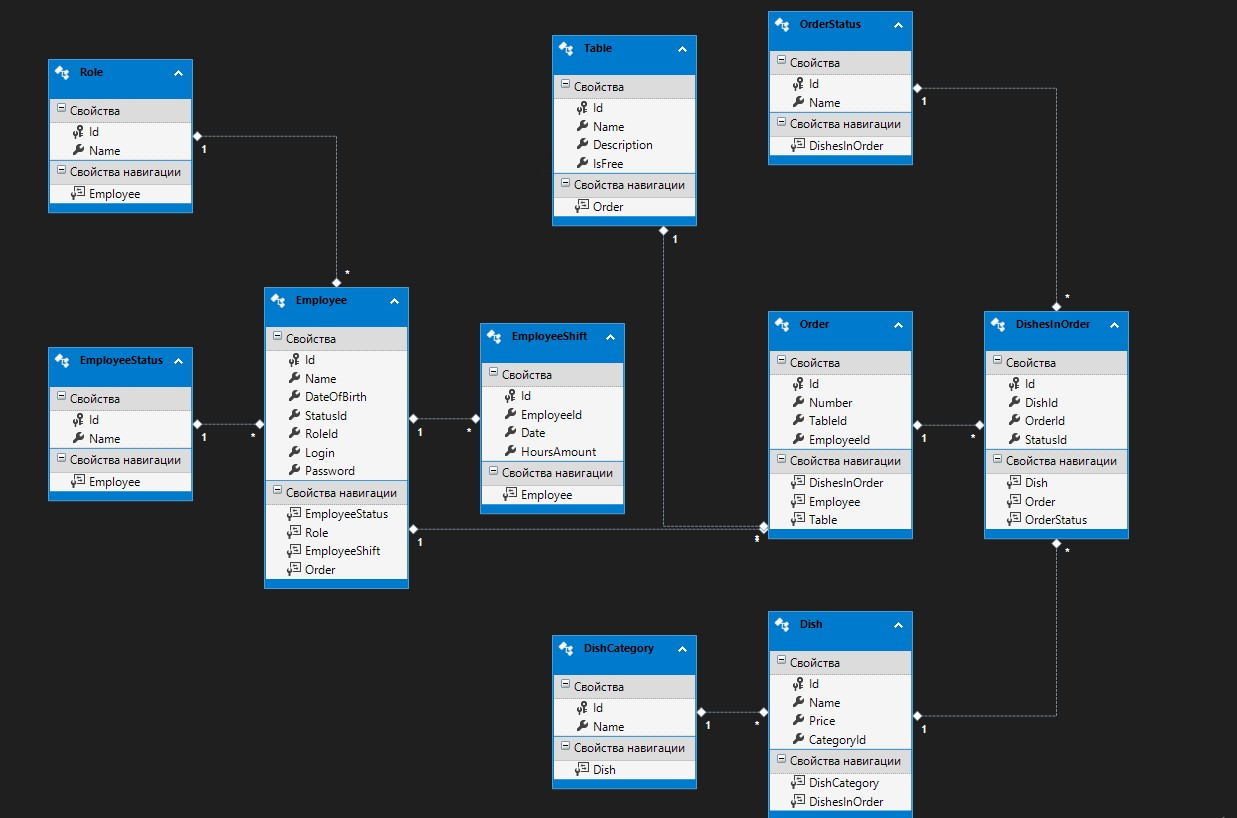 Role
Свойства
Id
Name
Свойства навигации
Employee
Table
Свойства
Id
Name
Description
IsFree
Свойства навигации
Order
OrderStatus
Свойства
Id
Name
Свойства навигации
DishesInOrder
1
*
1
1
*
EmployeeStatus
Свойства
Id
Name
Свойства навигации
Employee
1
*
Employee
Свойства
Id
Name
DateOfBirth
StatusId
RoleId
Login
Password
Свойства навигации
EmployeeStatus
Role
EmployeeShift
Order
1
*
1
*
*
EmployeeShift
Свойства
Id
EmployeeId
Date
HoursAmount
Свойства навигации
Employee
Order
Свойства
Id
Number
TableId
EmployeeId
Свойства навигации
DishesInOrder
Employee
Table
1
*
DishesInOrder
Свойства
Id
DishId
OrderId
StatusId
Свойства навигации
Dish
Order
OrderStatus
*
DishCategory
Свойства
Id
Name
Свойства навигации
Dish
1
*
Dish
Свойства
Id
Name
Price
CategoryId
Свойства навигации
DishCategory
DishesInOrder
1